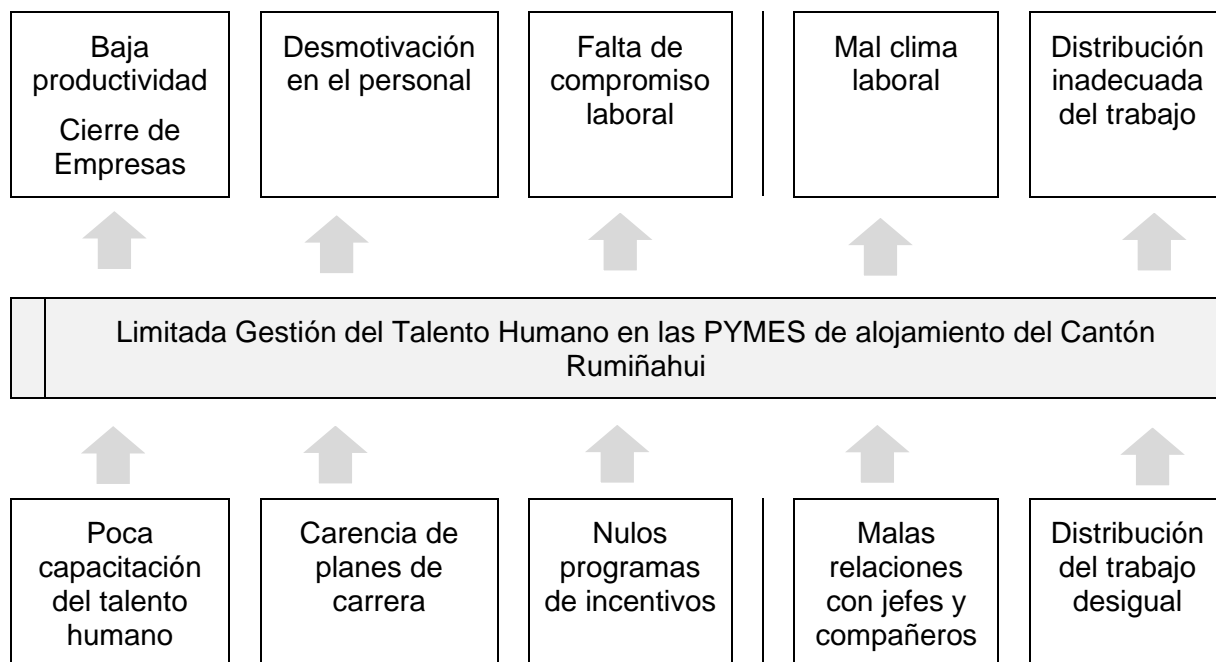 Baja
productividad
Cierre de
Empresas
Desmotivación
en el personal
Falta de
compromiso
laboral
Mal clima
laboral
Distribución
inadecuada
del trabajo
Limitada Gestión del Talento Humano en las PYMES de alojamiento del Cantón
Rumiñahui
Poca
capacitación
del talento
humano
Carencia de
planes de
carrera
Nulos
programas
de incentivos
Malas
relaciones
con jefes y
compañeros
Distribución
del trabajo
desigual